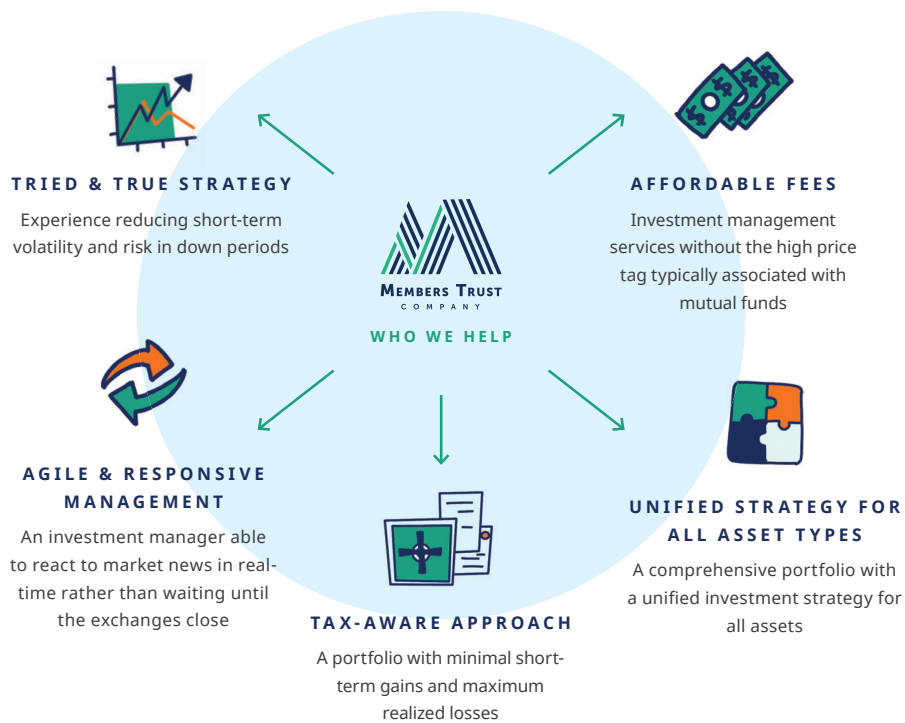 TRIED & TRUE STRATEGY
Experience reducing short-term
volatility and risk in down periods
AFFORDABLE FEES
Investment management
services without the high price
tag typically associated with
mutual funds
MEMBERS TRUST
COMPANY
WHO WE HELP
AGILE & RESPONSIVE
MANAGEMENT
An investment manager able
to react to market news in real-
time rather than waiting until
the exchanges close
UNIFIED STRATEGY FOR
ALL ASSET TYPES
A comprehensive portfolio with
a unified investment strategy for
all assets
TAX-AWARE APPROACH
A portfolio with minimal short-
term gains and maximum
realized losses